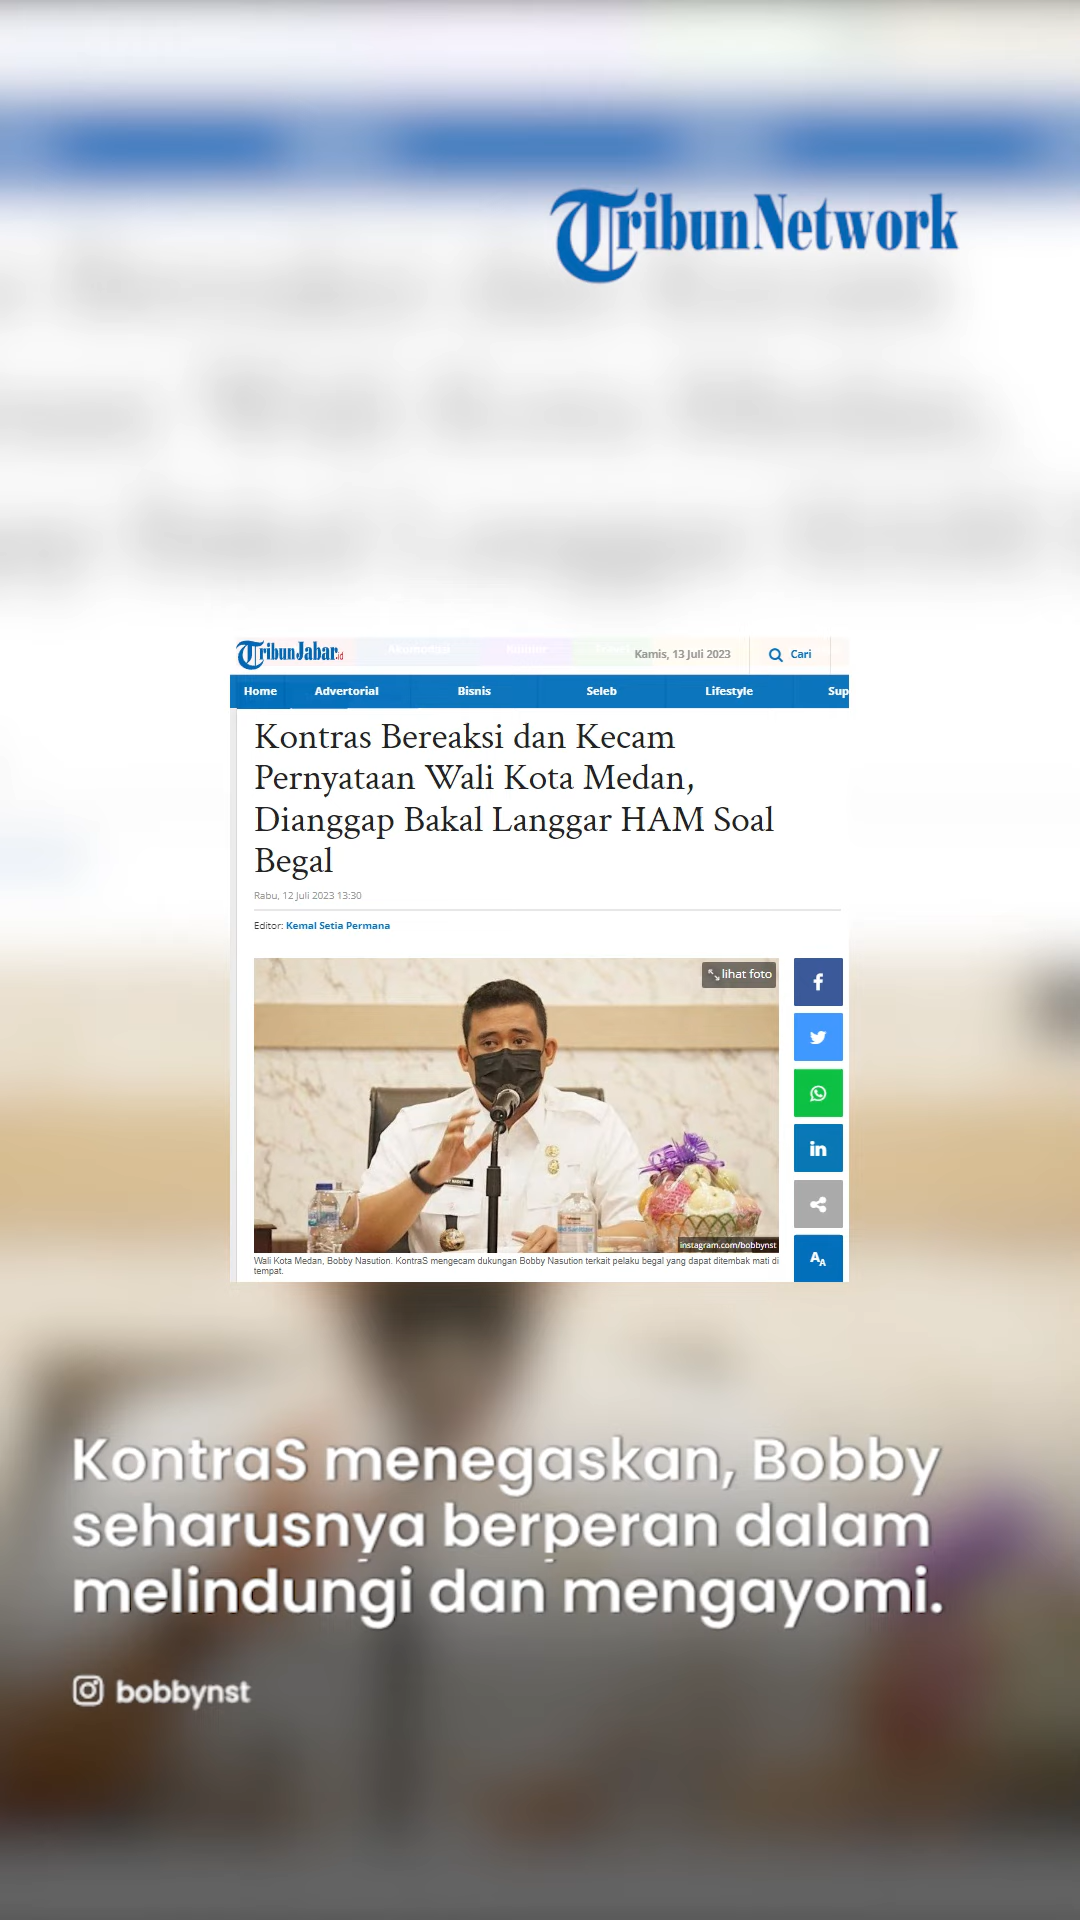 TribunNetwork
TribunJabar.id
Kamis, 13 Juli 2023
Cari
Home Advertorial Bisnis Seleb Lifestyle Sup
Kontras Bereaksi dan Kecam
Pernyataan Wali Kota Medan,
Dianggap Bakal Langgar HAM Soal
Begal
Rabu, 12 Juli 2023 13:30
Editor: Kemal Setia Permana
lihat foto
instagram.com/bobbynst
Wali Kota Medan, Bobby Nasution. KontraS mengecam dukungan Bobby Nasution terkait pelaku begal yang dapat ditembak mati di
tempat.
KontraS menegaskan, Bobby
seharusnya berperan dalam
melindungi dan mengayomi.
bobbynst